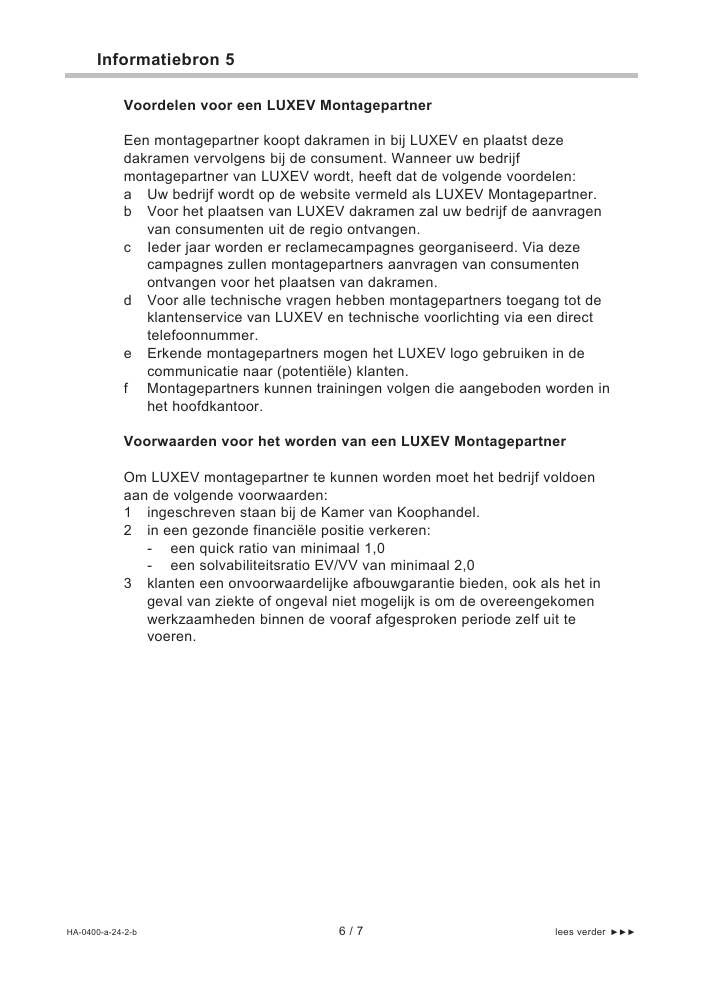 Informatiebron 5
Voordelen voor een LUXEV Montagepartner
Een montagepartner koopt dakramen in bij LUXEV en plaatst deze
dakramen vervolgens bij de consument. Wanneer uw bedrijf
montagepartner van LUXEV wordt, heeft dat de volgende voordelen:
a Uw bedrijf wordt op de website vermeld als LUXEV Montagepartner.
b Voor het plaatsen van LUXEV dakramen zal uw bedrijf de aanvragen
van consumenten uit de regio ontvangen.
c Ieder jaar worden er reclamecampagnes georganiseerd. Via deze
campagnes zullen montagepartners aanvragen van consumenten
ontvangen voor het plaatsen van dakramen.
d Voor alle technische vragen hebben montagepartners toegang tot de
klantenservice van LUXEV en technische voorlichting via een direct
telefoonnummer.
e Erkende montagepartners mogen het LUXEV logo gebruiken in de
communicatie naar (potentiële) klanten.
f Montagepartners kunnen trainingen volgen die aangeboden worden in
het hoofdkantoor.
Voorwaarden voor het worden van een LUXEV Montagepartner
Om LUXEV montagepartner te kunnen worden moet het bedrijf voldoen
aan de volgende voorwaarden:
1 ingeschreven staan bij de Kamer van Koophandel.
2 in een gezonde financiële positie verkeren:
- een quick ratio van minimaal 1,0
- een solvabiliteitsratio EV/VV van minimaal 2,0
3 klanten een onvoorwaardelijke afbouwgarantie bieden, ook als het in
geval van ziekte of ongeval niet mogelijk is om de overeengekomen
werkzaamheden binnen de vooraf afgesproken periode zelf uit te
voeren.
HA-0400-a-24-2-b 6 / 7 lees verder ►►►